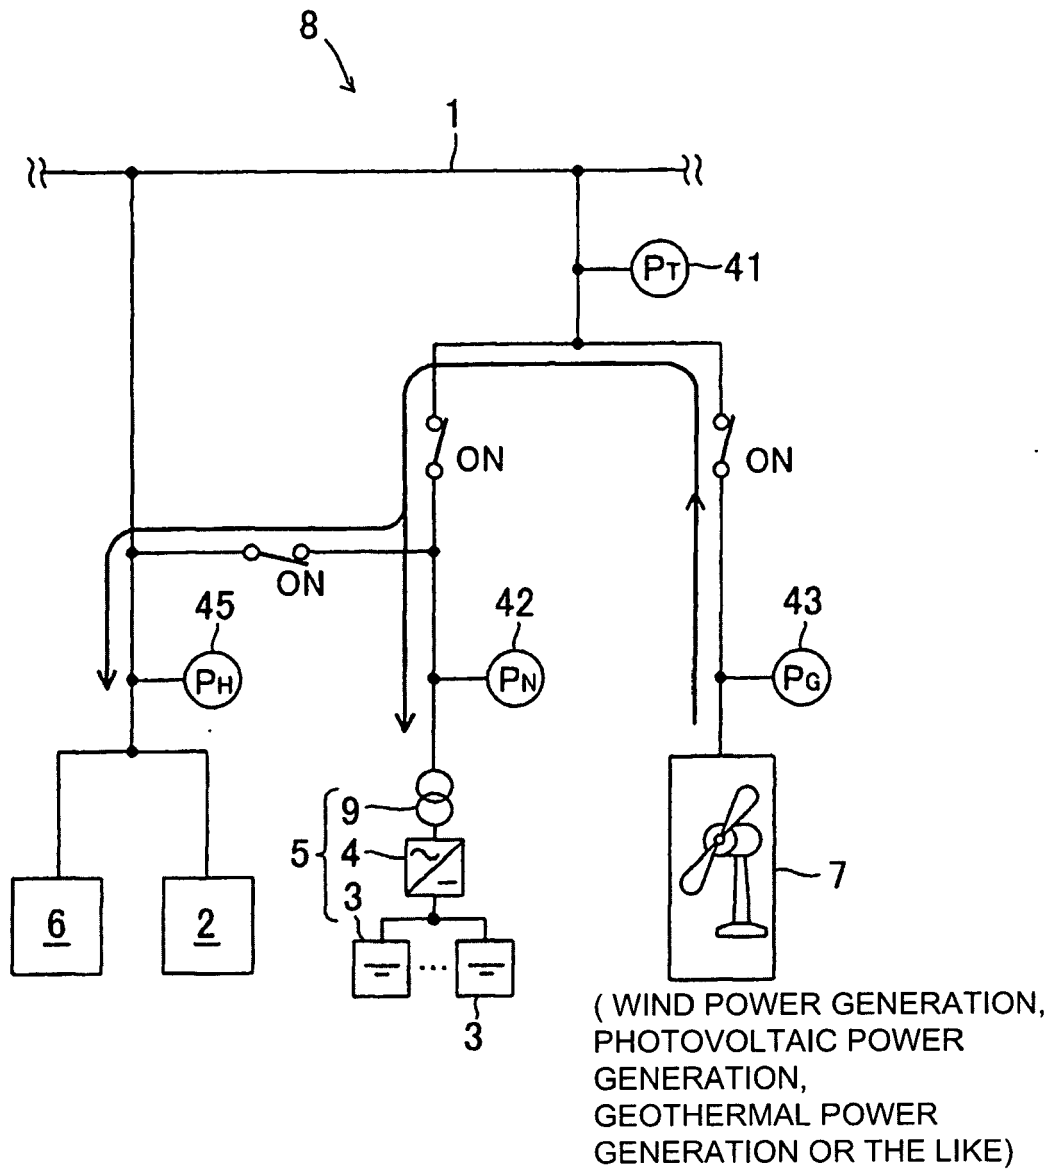 8
1
PT 41
ON
ON
ON
45
42
43
PH
PN
PG
9
5 4
3
7
6
2
3
( WIND POWER GENERATION,
PHOTOVOLTAIC POWER
GENERATION,
GEOTHERMAL POWER
GENERATION OR THE LIKE)